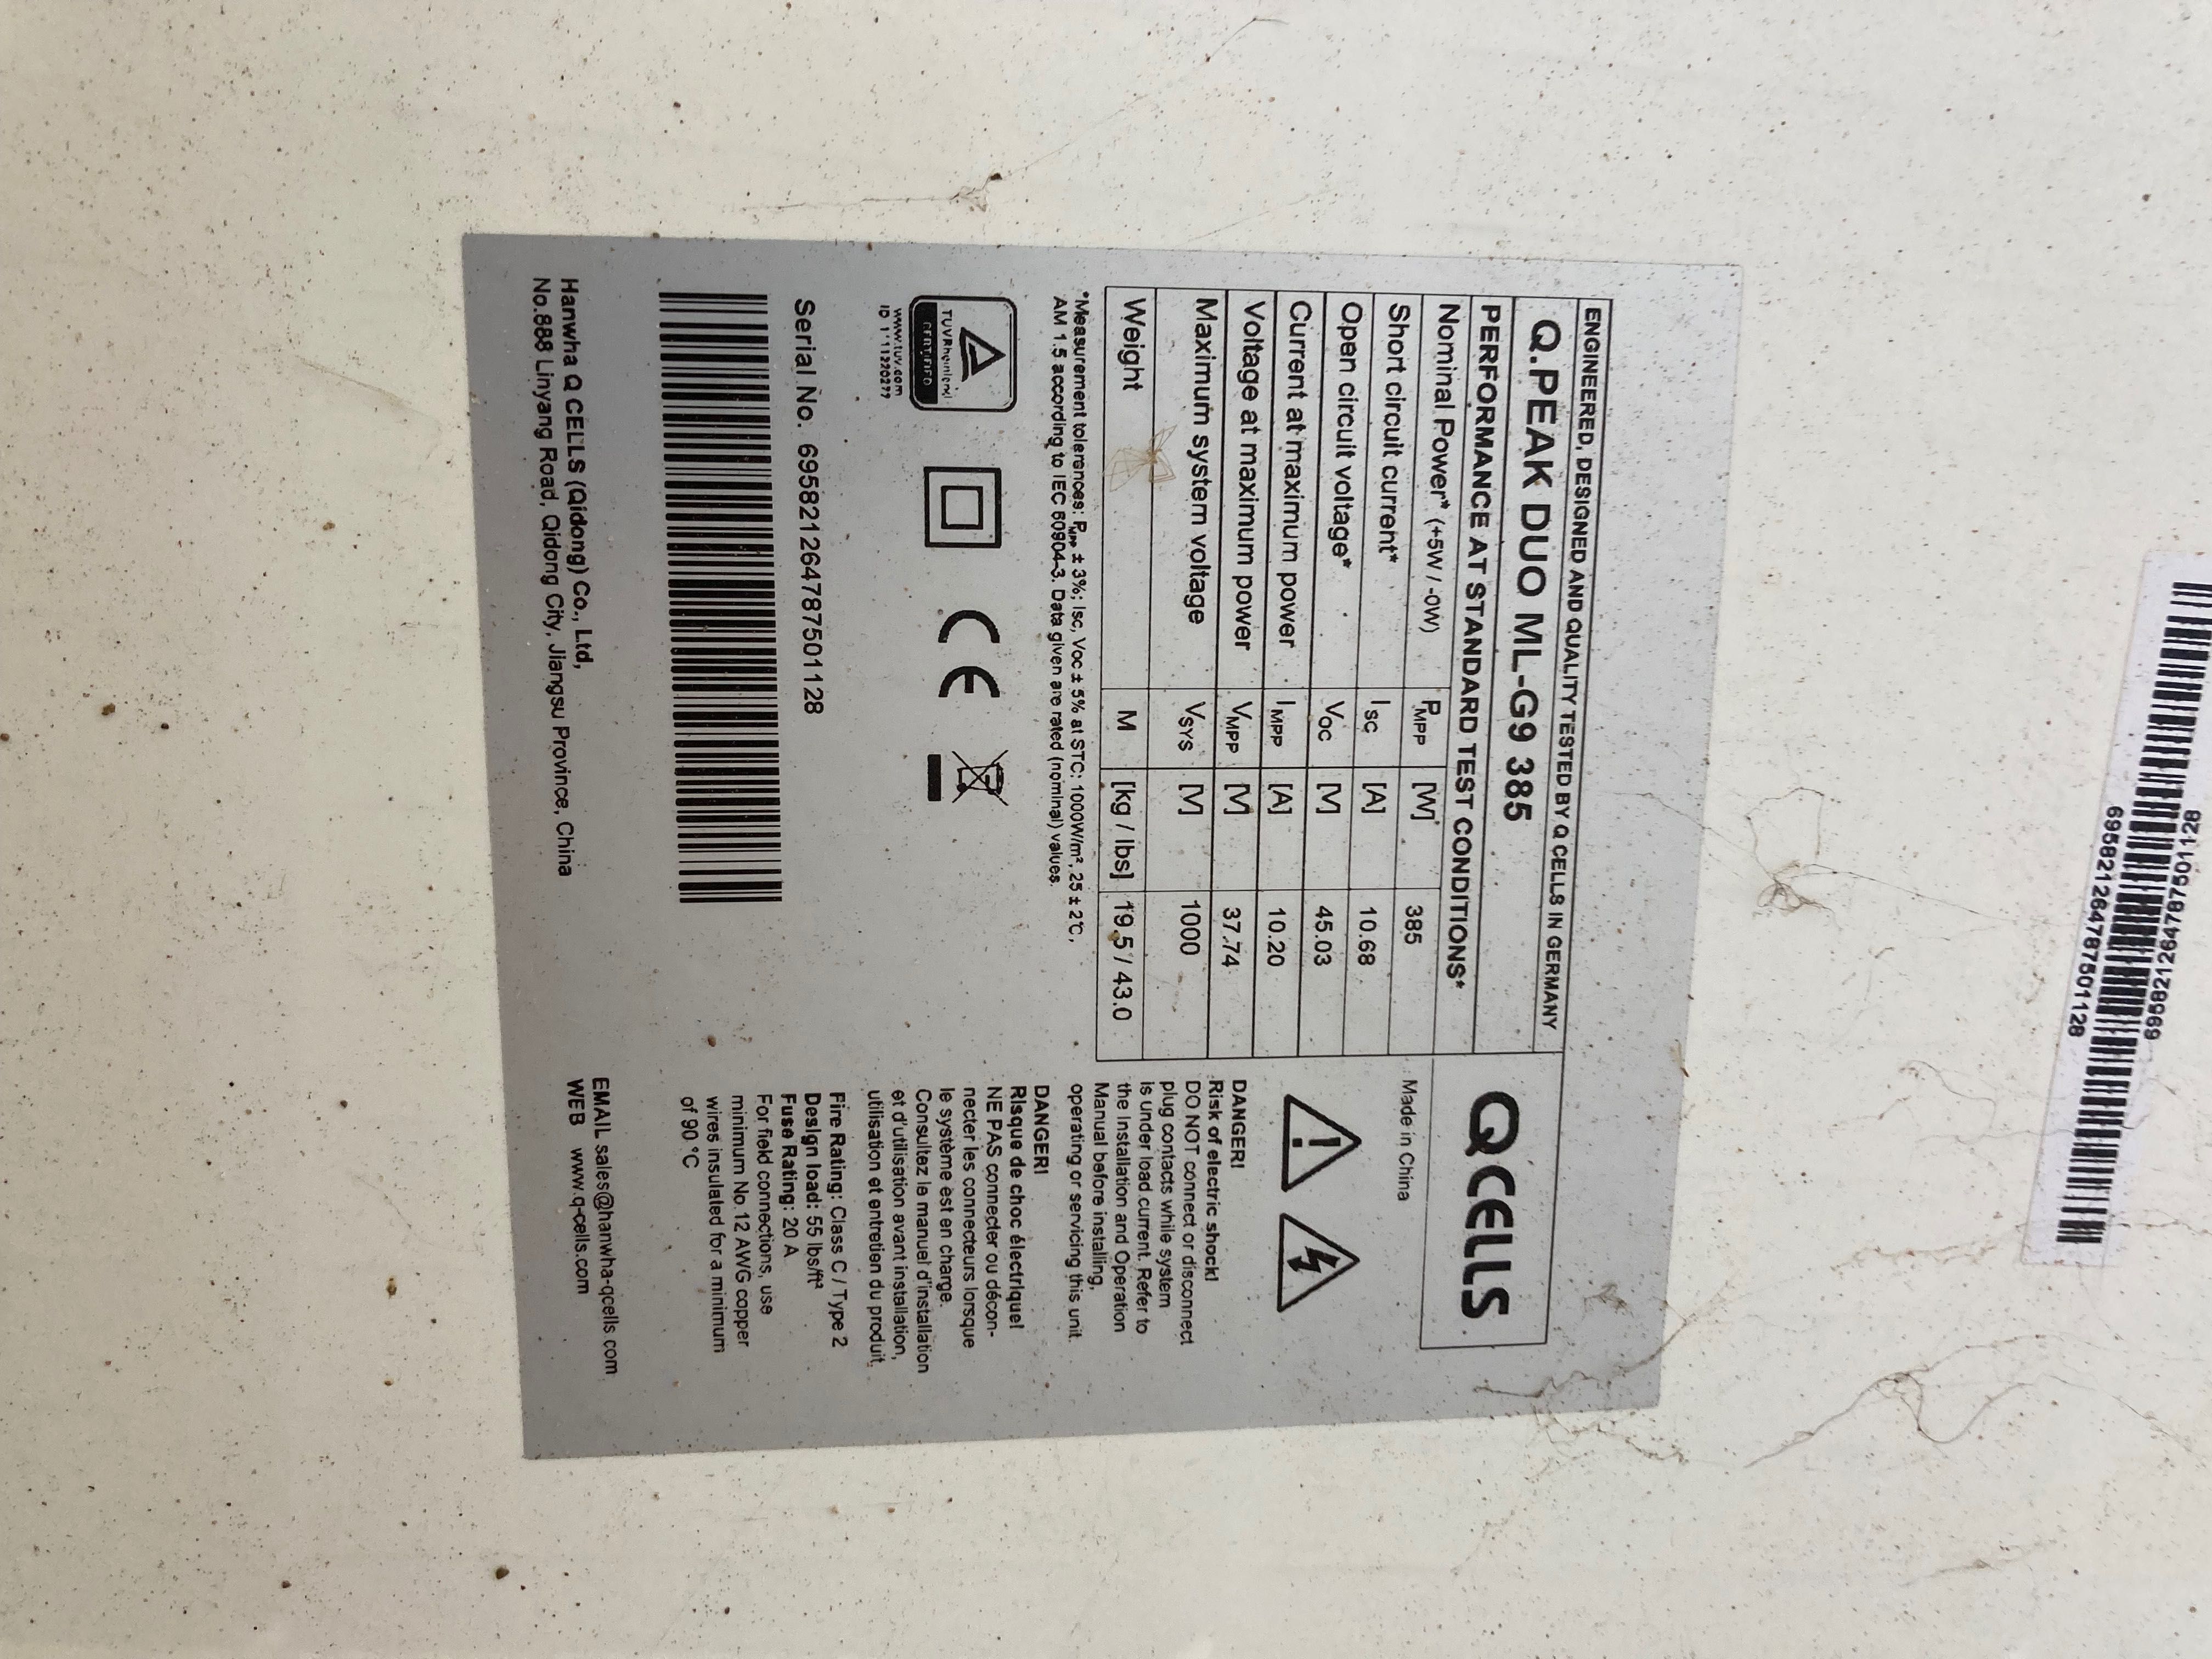 ENGINEERED, DESIGNED AND QUALITY TESTED BY Q CELLS IN GERMANY
Q.PEAK DUO ML-G9 385
PERFORMANCE AT STANDARD TEST CONDITIONS*
Nominal Power* (+5W / -0W) PMPP [W] 385
Short circuit current* ISC [A] 10.68
Open circuit voltage* VOC [V] 45.03
Current at maximum power IMPP [A] 10.20
Voltage at maximum power VMPP [V] 37.74
Maximum system voltage VSYS [V] 1000
Weight M [kg / lbs] 19.5 / 43.0
*Measurement tolerances: PMPP ± 3%; Isc, Voc ± 5% at STC: 1000W/m², 25 ± 2°C,
AM 1.5 according to IEC 60904-3. Data given are rated (nominal) values.
TÜVRheinland
CERTIFIED
www.tuv.com
ID 1111220277
CE
Serial No. 695821264787501128
Hanwha Q CELLS (Qidong) Co., Ltd,
No.888 Linyang Road, Qidong City, Jiangsu Province, China
QCELLS
Made in China
DANGER!
Risk of electric shock!
DO NOT connect or disconnect
plug contacts while system
is under load current. Refer to
the Installation and Operation
Manual before installing,
operating or servicing this unit.
DANGER!
Risque de choc électrique!
NE PAS connecter ou décon-
necter les connecteurs lorsque
le système est en charge.
Consultez le manuel d'installation
et d'utilisation avant installation,
utilisation et entretien du produit.
Fire Rating: Class C / Type 2
Design load: 55 lbs/ft²
Fuse Rating: 20 A
For field connections, use
minimum No.12 AWG copper
wires insulated for a minimum
of 90 °C
EMAIL sales@hanwha-qcells.com
WEB www.q-cells.com
695821264787501128
695821264787501128